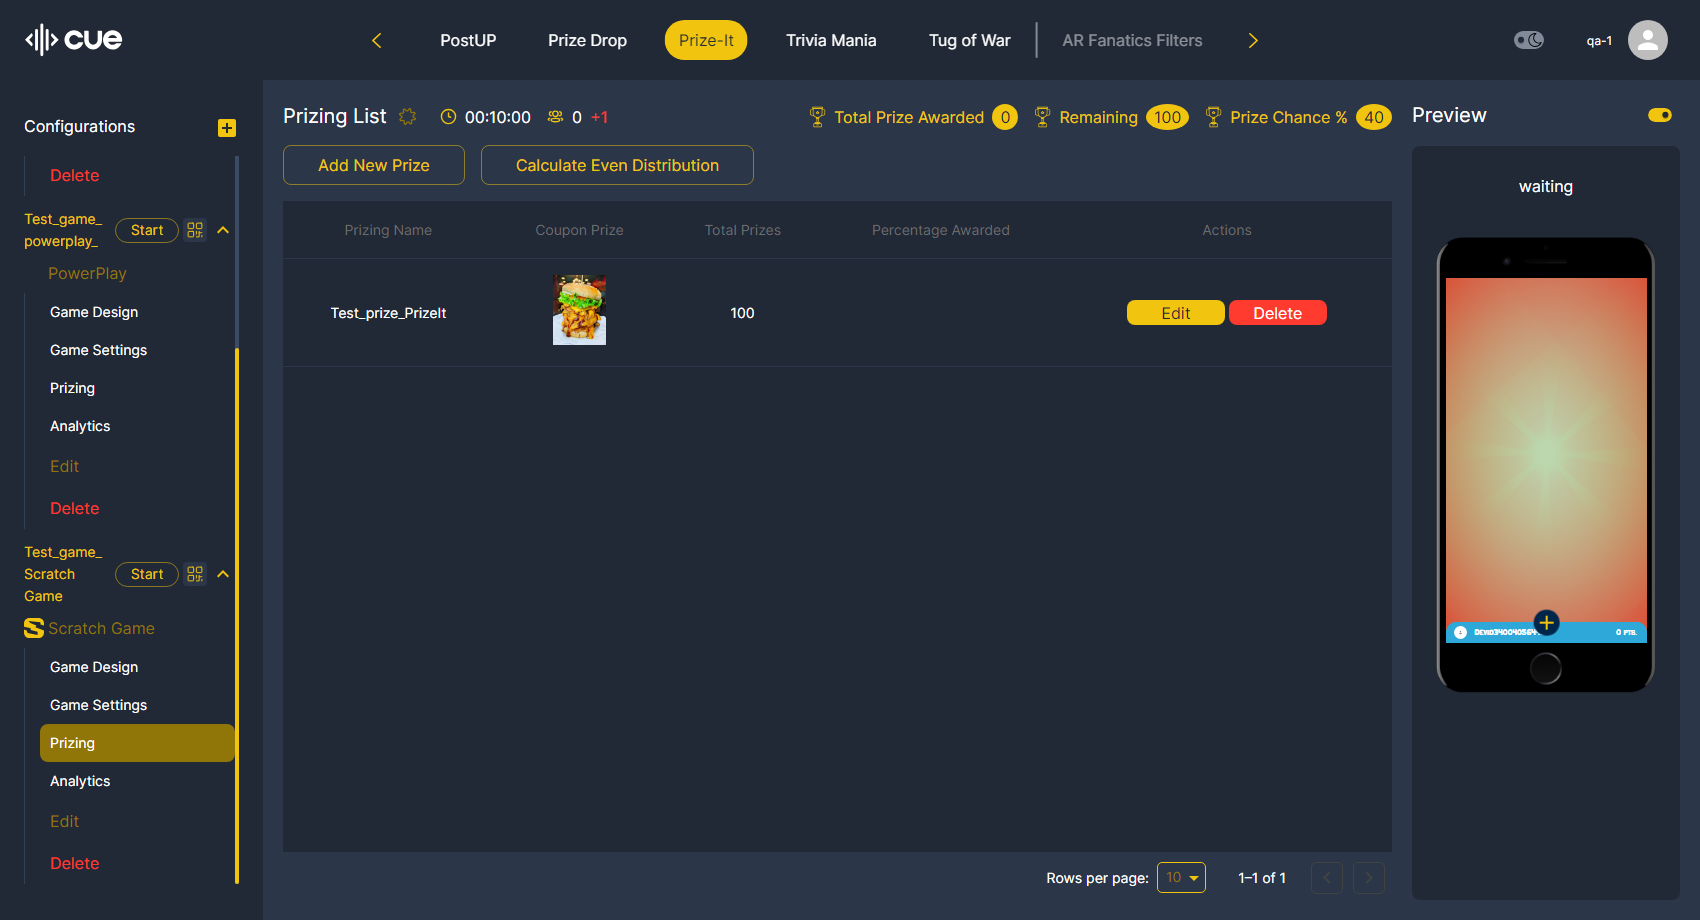 cue
PostUP
Prize Drop
Prize-It
Trivia Mania
Tug of War
AR Fanatics Filters
qa-1
Configurations
Delete
Test_game_
powerplay_
Start
PowerPlay
Game Design
Game Settings
Prizing
Analytics
Edit
Delete
Test_game_
Scratch
Game
Start
Scratch Game
Game Design
Game Settings
Prizing
Analytics
Edit
Delete
Prizing List
00:10:00
0 +1
Total Prize Awarded 0
Remaining 100
Prize Chance % 40
Add New Prize
Calculate Even Distribution
Prizing Name
Coupon Prize
Total Prizes
Percentage Awarded
Actions
Test_prize_PrizeIt
100
Edit
Delete
Rows per page: 10
1–1 of 1
Preview
waiting
0 PTS.